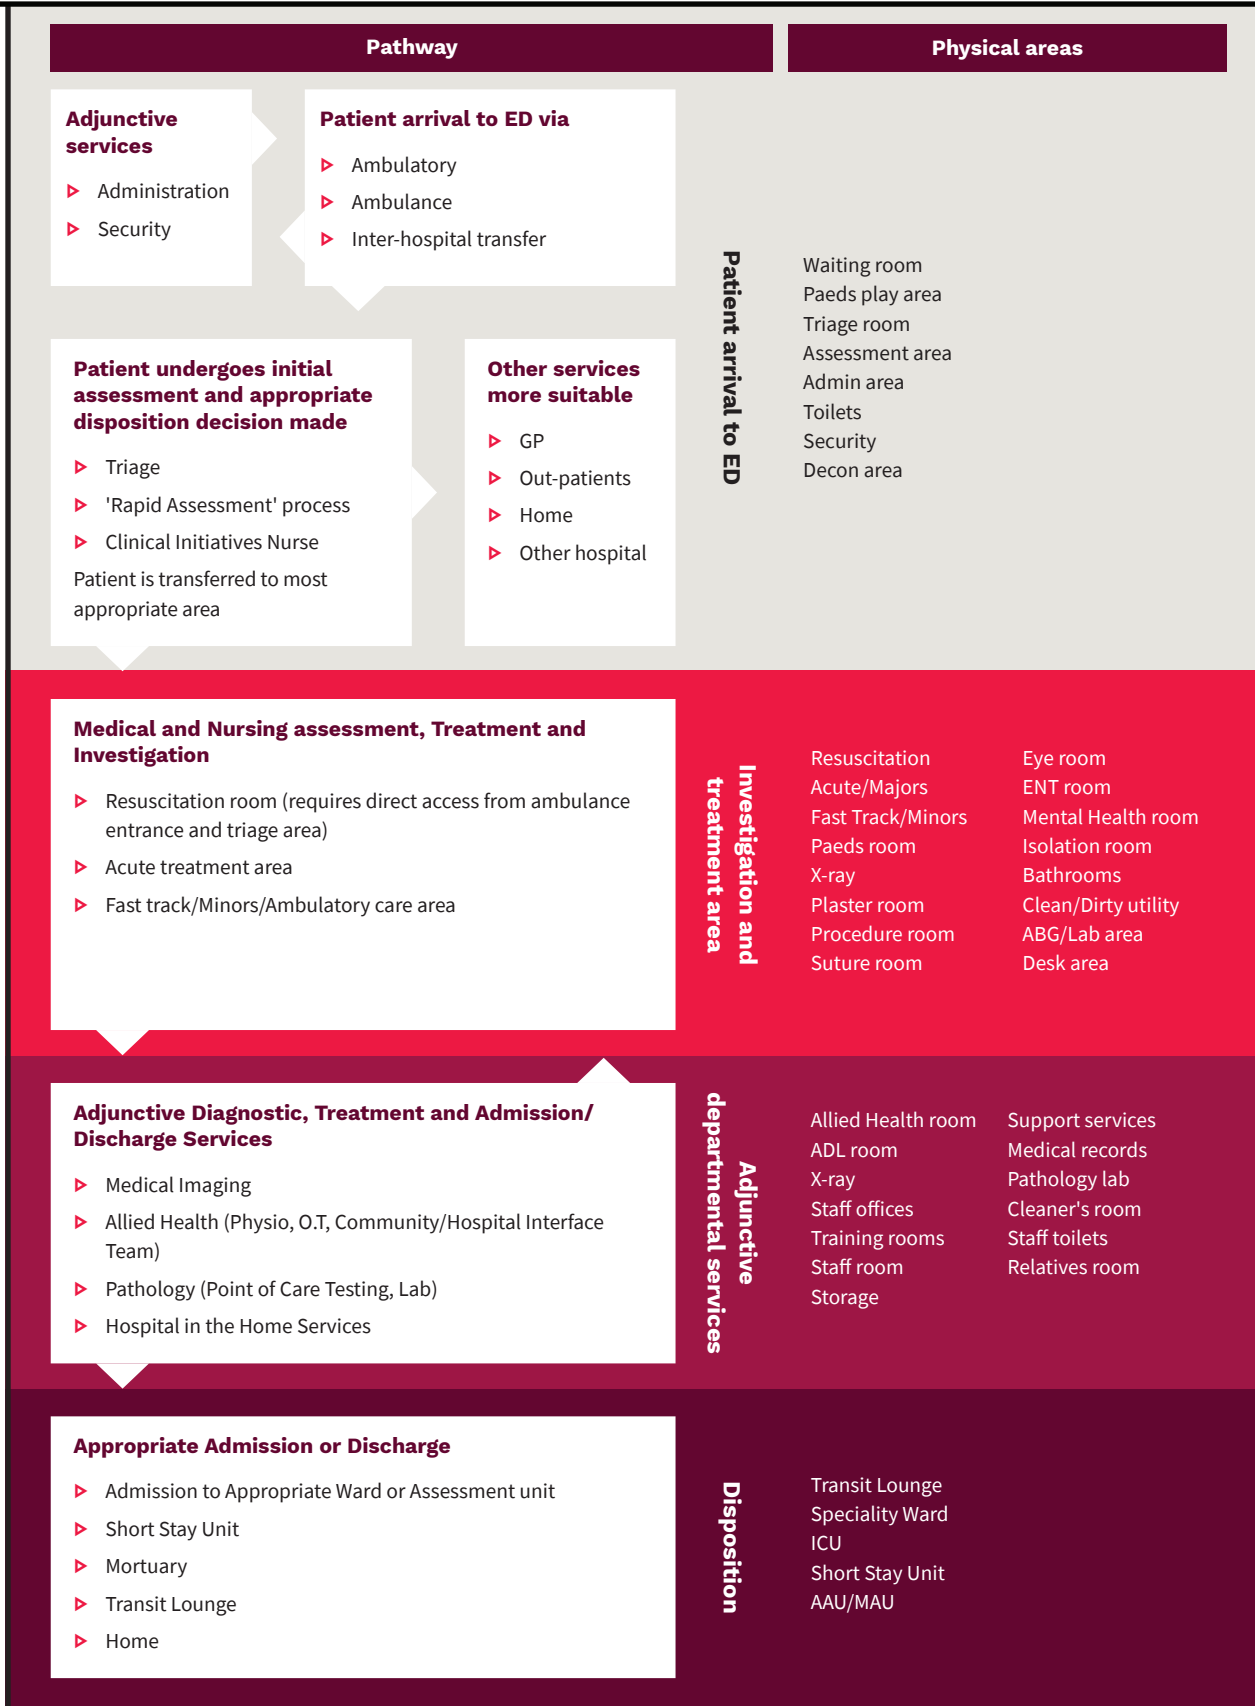 Pathway
Physical areas
Adjunctive
services
Administration
Security
Patient arrival to ED via
Ambulatory
Ambulance
Inter-hospital transfer
Patient undergoes initial
assessment and appropriate
disposition decision made
Triage
'Rapid Assessment' process
Clinical Initiatives Nurse
Patient is transferred to most
appropriate area
Other services
more suitable
GP
Out-patients
Home
Other hospital
Patient arrival to ED
Waiting room
Paeds play area
Triage room
Assessment area
Admin area
Toilets
Security
Decon area
Medical and Nursing assessment, Treatment and
Investigation
Resuscitation room (requires direct access from ambulance
entrance and triage area)
Acute treatment area
Fast track/Minors/Ambulatory care area
Investigation and
treatment area
Resuscitation
Acute/Majors
Fast Track/Minors
Paeds room
X-ray
Plaster room
Procedure room
Suture room
Eye room
ENT room
Mental Health room
Isolation room
Bathrooms
Clean/Dirty utility
ABG/Lab area
Desk area
Adjunctive Diagnostic, Treatment and Admission/
Discharge Services
Medical Imaging
Allied Health (Physio, O.T, Community/Hospital Interface
Team)
Pathology (Point of Care Testing, Lab)
Hospital in the Home Services
Adjunctive
departmental services
Allied Health room
ADL room
X-ray
Staff offices
Training rooms
Staff room
Storage
Support services
Medical records
Pathology lab
Cleaner's room
Staff toilets
Relatives room
Appropriate Admission or Discharge
Admission to Appropriate Ward or Assessment unit
Short Stay Unit
Mortuary
Transit Lounge
Home
Disposition
Transit Lounge
Speciality Ward
ICU
Short Stay Unit
AAU/MAU